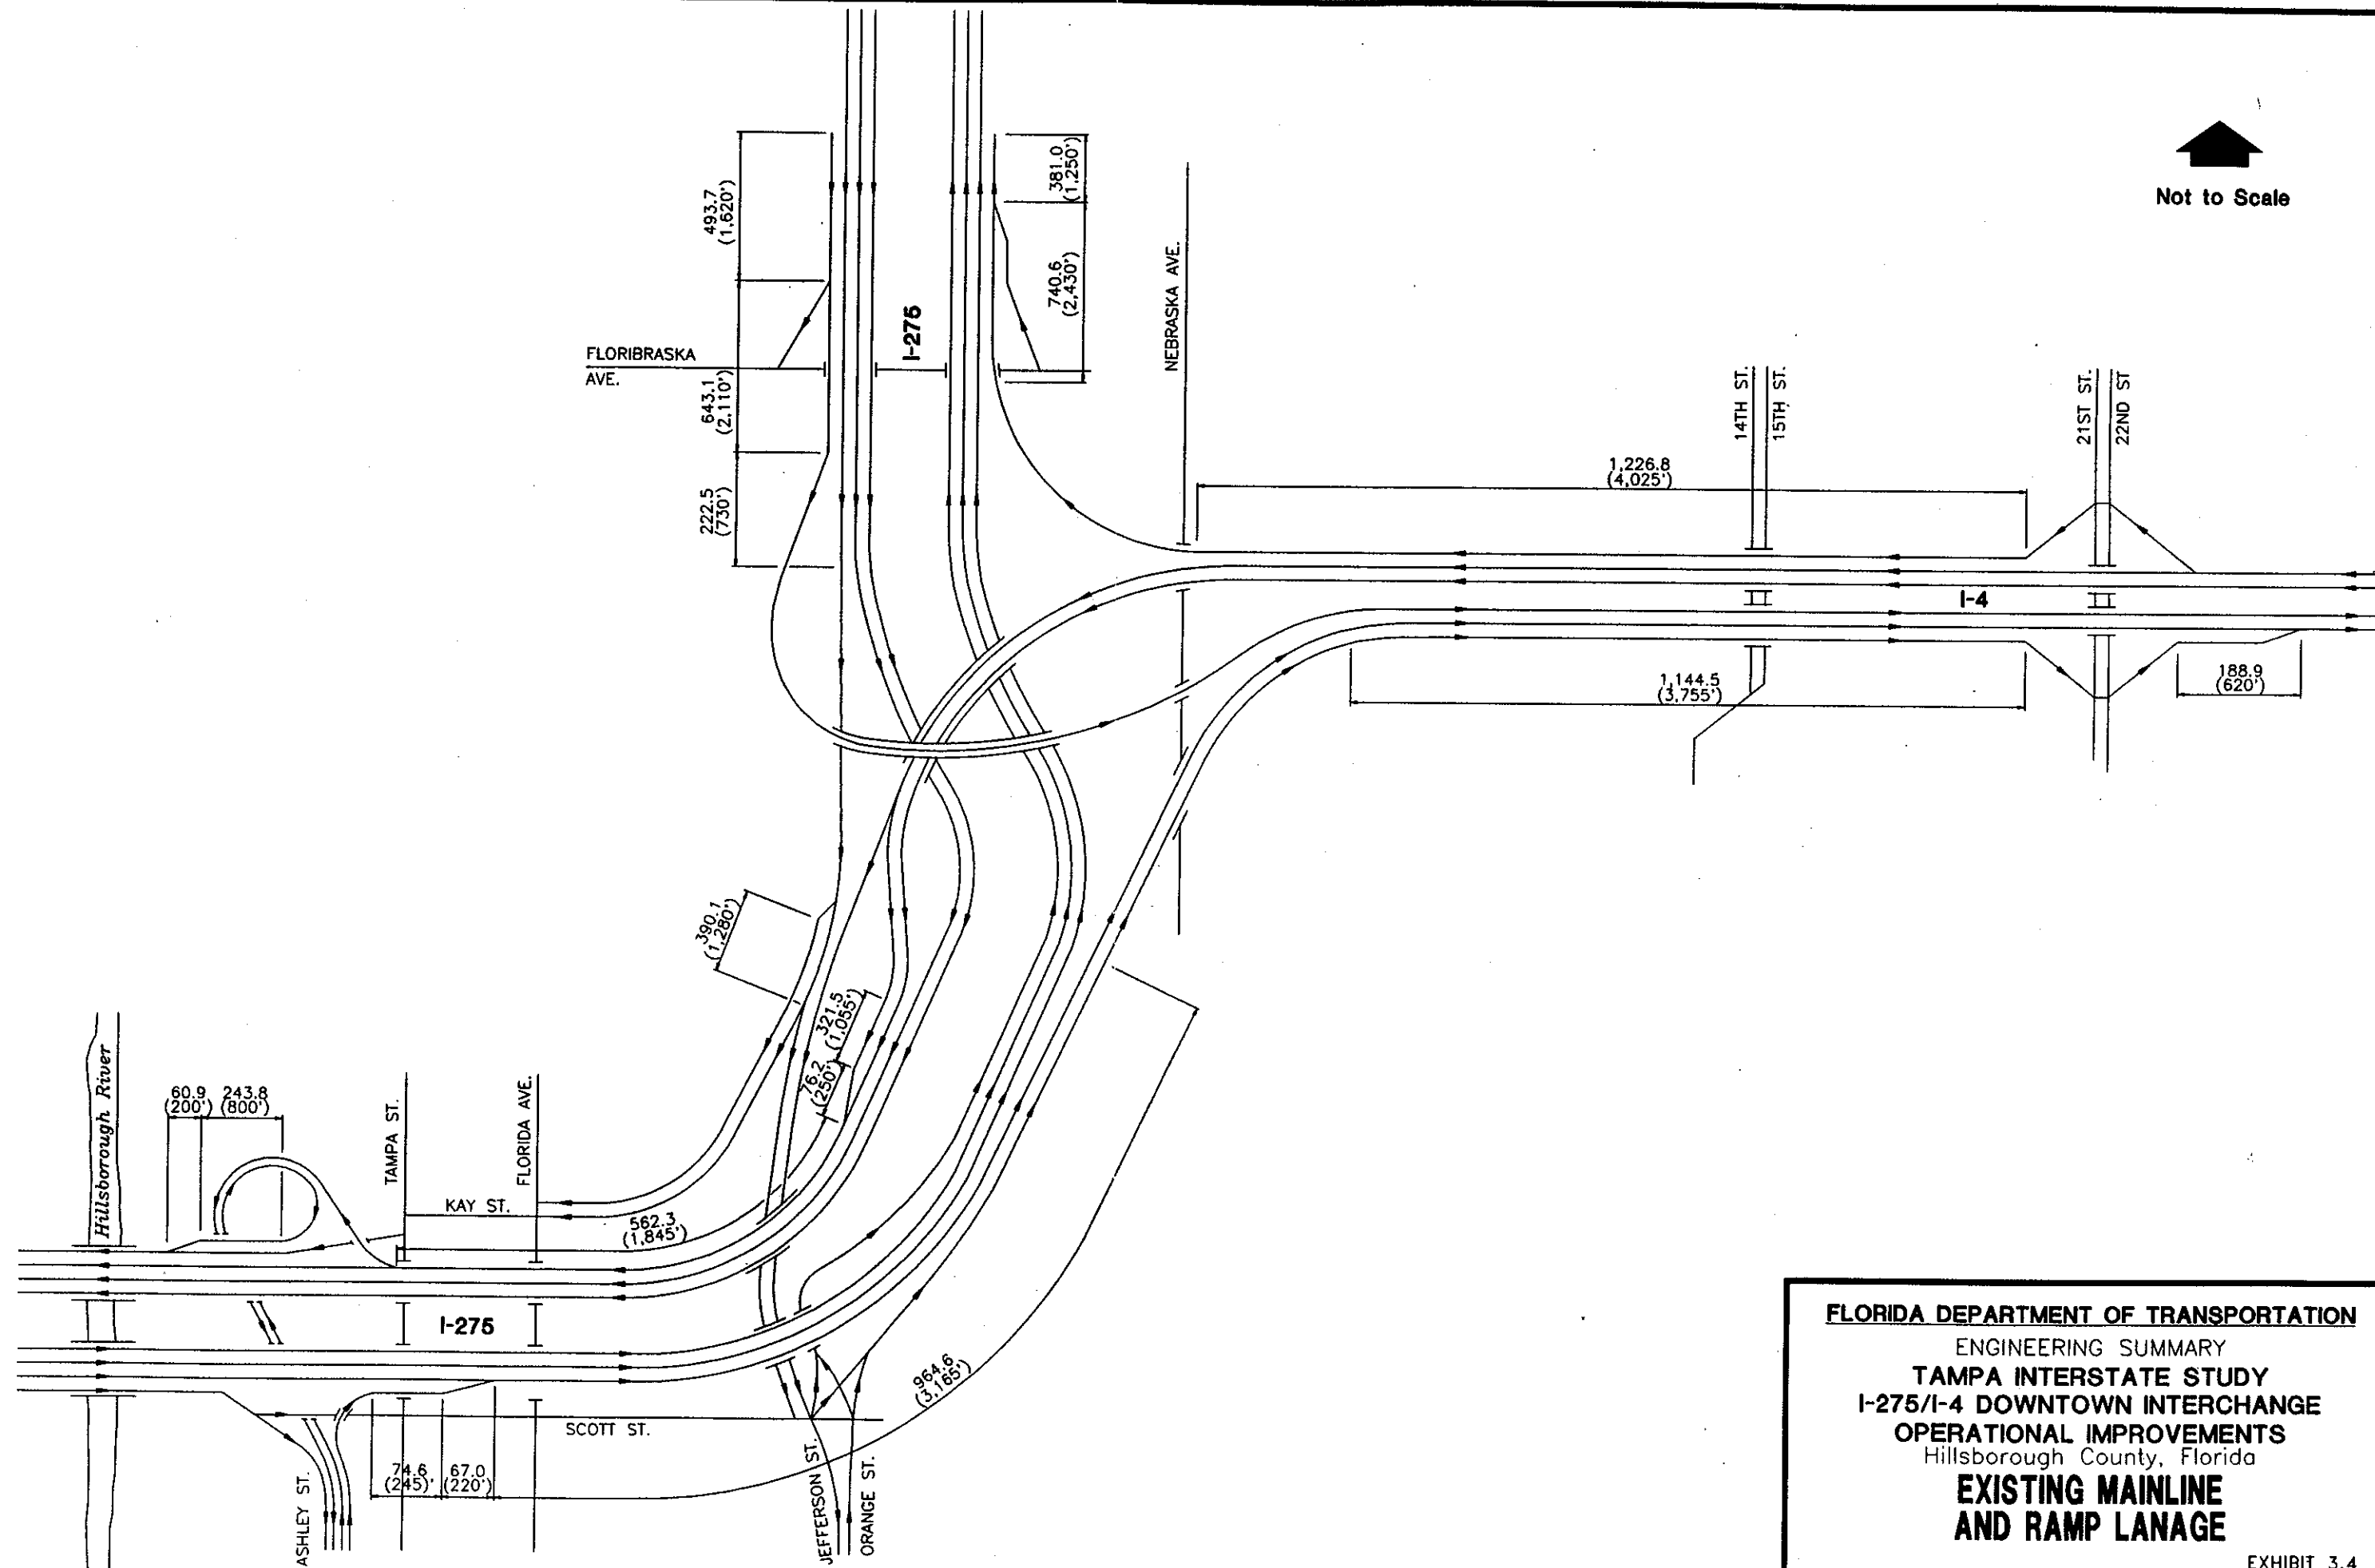 493.7
(1,620')
381.0
(1,250')
Not to Scale
740.6
(2,430')
I-275
NEBRASKA AVE.
FLORIBRASKA
AVE.
643.1
(2,110')
14TH ST.
15TH ST.
21ST ST.
22ND ST
1,226.8
(4,025')
222.5
(730')
I-4
1,144.5
(3,755')
188.9
(620')
390.1
(1,280')
321.5
(1,055')
76.2
(250')
Hillsborough River
60.9
(200')
243.8
(800')
TAMPA ST.
FLORIDA AVE.
KAY ST.
562.3
(1,845')
I-275
964.6
(3,165')
SCOTT ST.
74.6
(245)'
67.0
(220')
ASHLEY ST.
JEFFERSON ST.
ORANGE ST.
FLORIDA DEPARTMENT OF TRANSPORTATION
ENGINEERING SUMMARY
TAMPA INTERSTATE STUDY
I-275/I-4 DOWNTOWN INTERCHANGE
OPERATIONAL IMPROVEMENTS
Hillsborough County, Florida
EXISTING MAINLINE
AND RAMP LANAGE
EXHIBIT 3.4